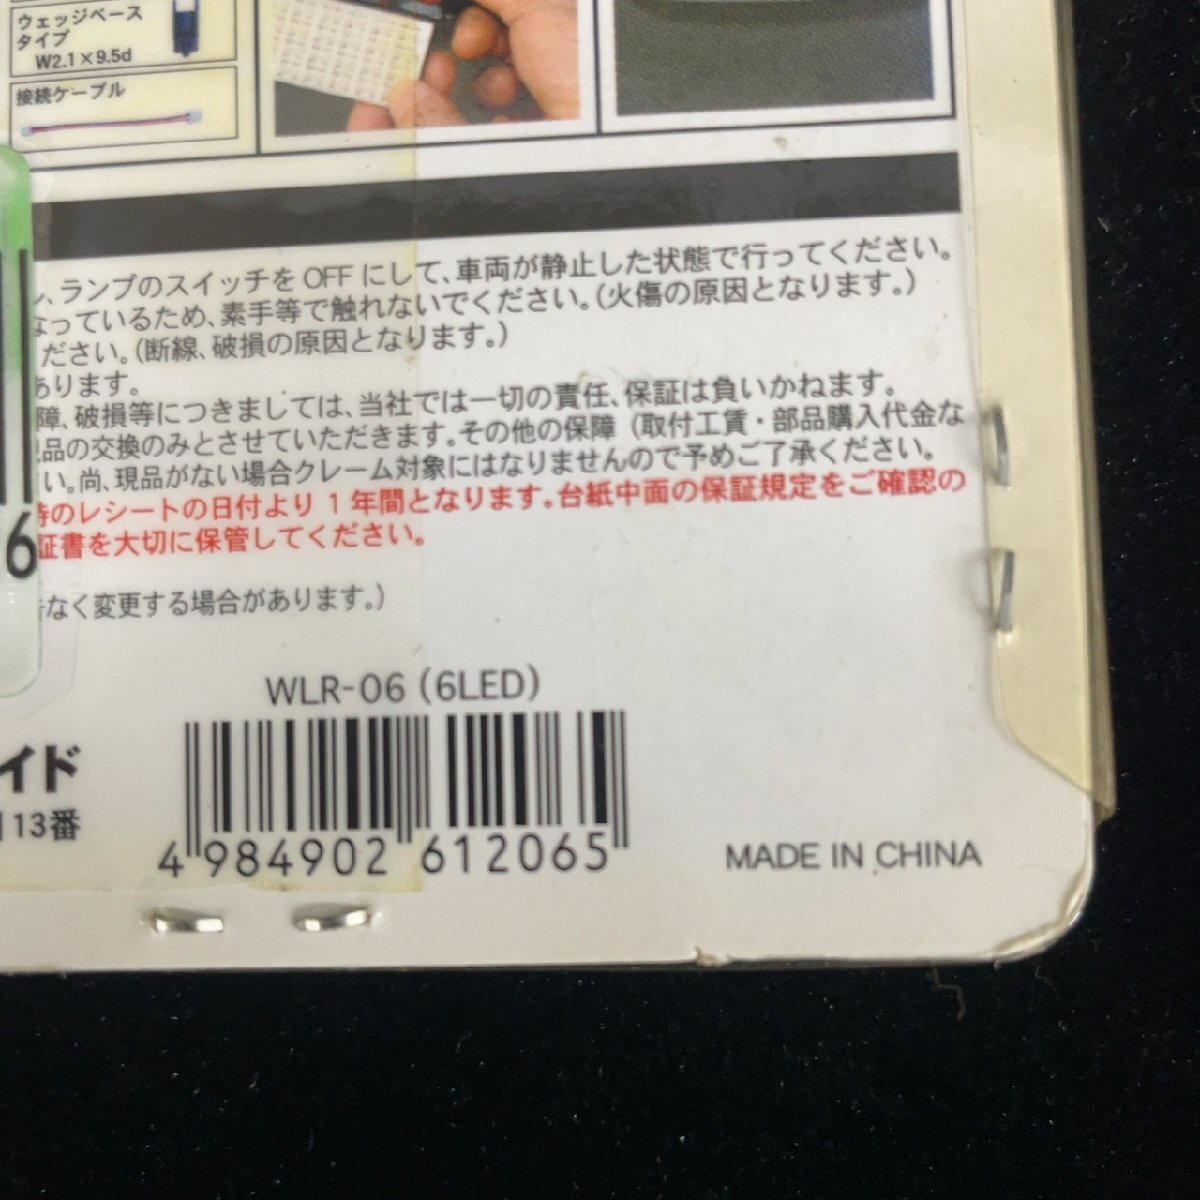 ウェッジベース
タイプ
W2.1×9.5d
接続ケーブル
、ランプのスイッチを OFF にして、車両が静止した状態で行ってください。
なっているため、素手等で触れないでください。(火傷の原因となります。)
ださい。(断線、破損の原因となります。)
あります。
障、破損等につきましては、当社では一切の責任、保証は負いかねます。
品の交換のみとさせていただきます。その他の保障（取付工賃・部品購入代金な
い。尚、現品がない場合クレーム対象にはなりませんので予めご了承ください。
時のレシートの日付より 1 年間となります。台紙中面の保証規定をご確認の
証書を大切に保管してください。
なく変更する場合があります。)
6
WLR-06 (6LED)
イド
13番
4 984902 612065
MADE IN CHINA